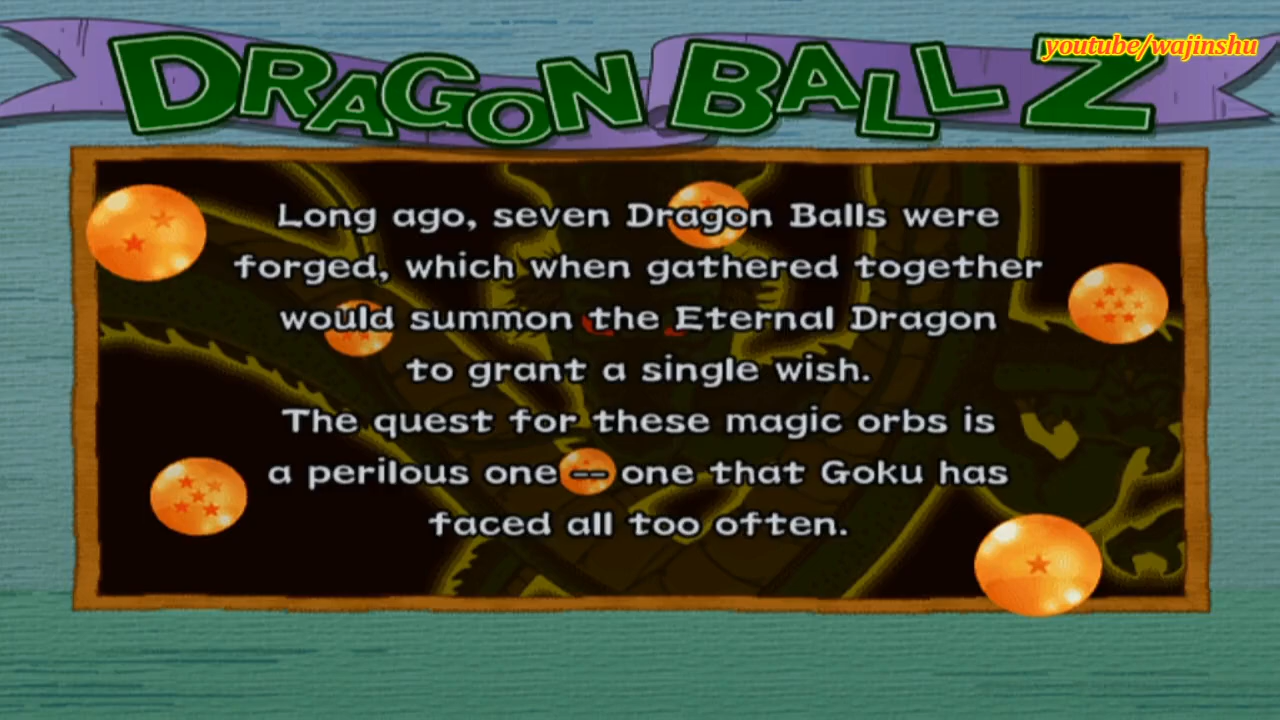 DRAGON BALL Z
youtube/wajinshu
Long ago, seven Dragon Balls were
forged, which when gathered together
would summon the Eternal Dragon
to grant a single wish.
The quest for these magic orbs is
a perilous one -- one that Goku has
faced all too often.